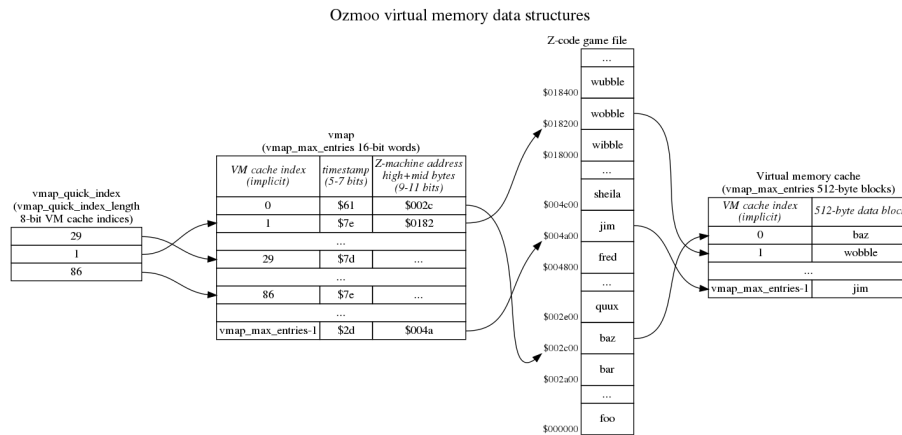 Ozmoo virtual memory data structures
vmap_quick_index
(vmap_quick_index_length
8-bit VM cache indices)
29
1
86
vmap
(vmap_max_entries 16-bit words)
VM cache index
(implicit)
timestamp
(5-7 bits)
Z-machine address
high+mid bytes
(9-11 bits)
0 $61 $002c
1 $7e $0182
...
29 $7d ...
...
86 $7e ...
...
vmap_max_entries-1 $2d $004a
Z-code game file
...
wubble
$018400
wobble
$018200
wibble
$018000
...
sheila
$004c00
jim
$004a00
fred
$004800
...
quux
$002e00
baz
$002c00
bar
$002a00
...
foo
$000000
Virtual memory cache
(vmap_max_entries 512-byte blocks)
VM cache index
(implicit)
512-byte data block
0 baz
1 wobble
...
vmap_max_entries-1 jim